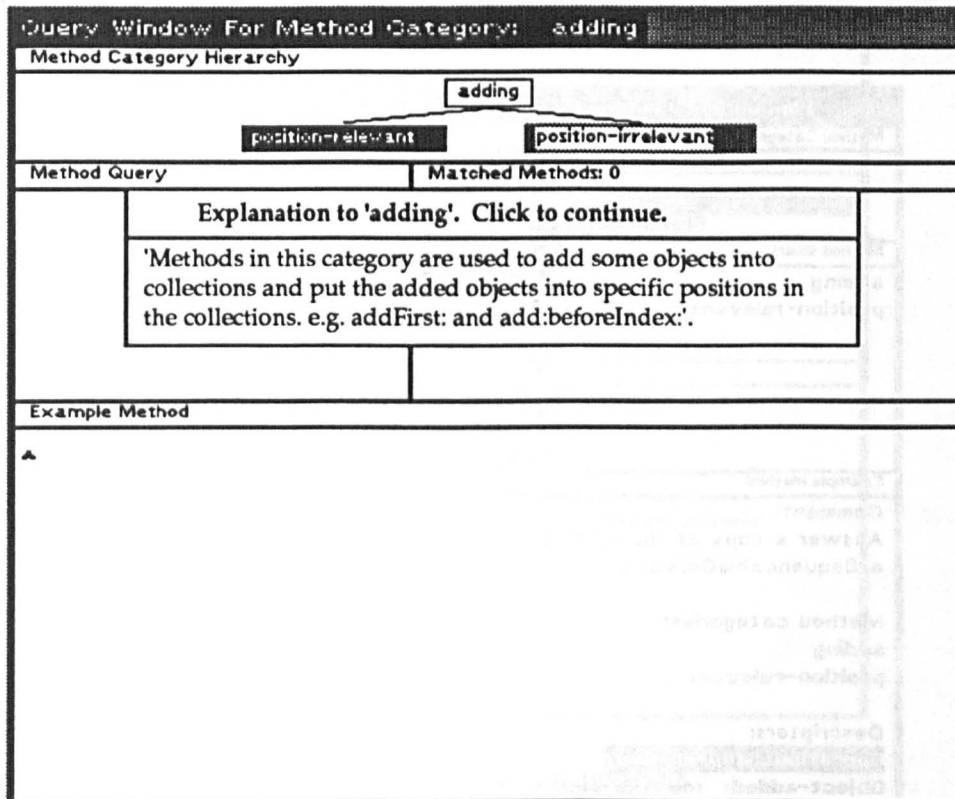 Query Window For Method Category: adding
Method Category Hierarchy
adding
position-relevant position-irrelevant
Method Query Matched Methods: 0
Explanation to 'adding'. Click to continue.
'Methods in this category are used to add some objects into
collections and put the added objects into specific positions in
the collections. e.g. addFirst: and add:beforeIndex:'.
Example Method